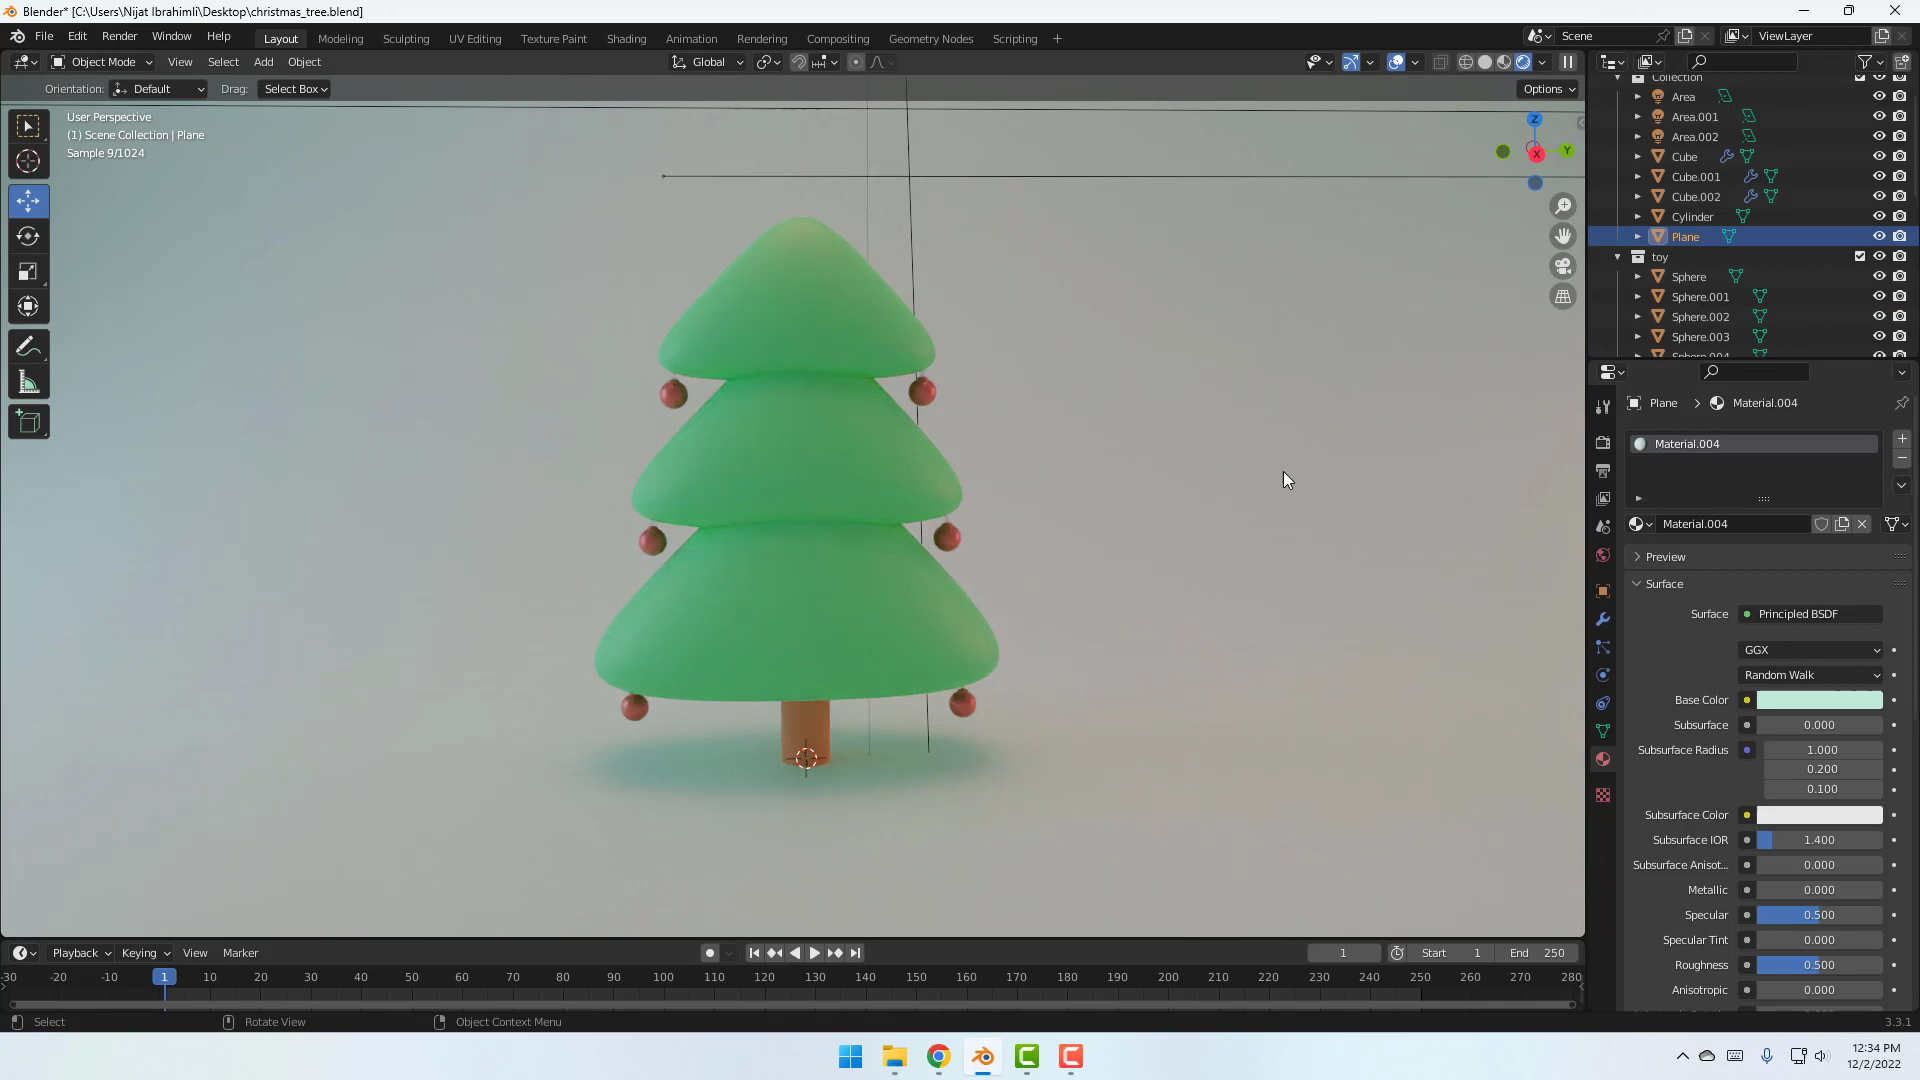 Blender* [C:\Users\Nijat Ibrahimli\Desktop\christmas_tree.blend]
File Edit Render Window Help Layout Modeling Sculpting UV Editing Texture Paint Shading Animation Rendering Compositing Geometry Nodes Scripting + Scene ViewLayer
Object Mode View Select Add Object Global
Orientation: Default Drag: Select Box Options
User Perspective
(1) Scene Collection | Plane
Sample 9/1024
Z
Y
X
Collection
Area
Area.001
Area.002
Cube
Cube.001
Cube.002
Cylinder
Plane
toy
Sphere
Sphere.001
Sphere.002
Sphere.003
Sphere.004
Plane > Material.004
Material.004
Material.004
Preview
Surface
Surface Principled BSDF
GGX
Random Walk
Base Color
Subsurface 0.000
Subsurface Radius 1.000
0.200
0.100
Subsurface Color
Subsurface IOR 1.400
Subsurface Anisot... 0.000
Metallic 0.000
Specular 0.500
Specular Tint 0.000
Roughness 0.500
Anisotropic 0.000
Playback Keying View Marker 1 Start 1 End 250
-30 -20 -10 1 10 20 30 40 50 60 70 80 90 100 110 120 130 140 150 160 170 180 190 200 210 220 230 240 250 260 270 280
Select Rotate View Object Context Menu 3.3.1
12:34 PM
12/2/2022